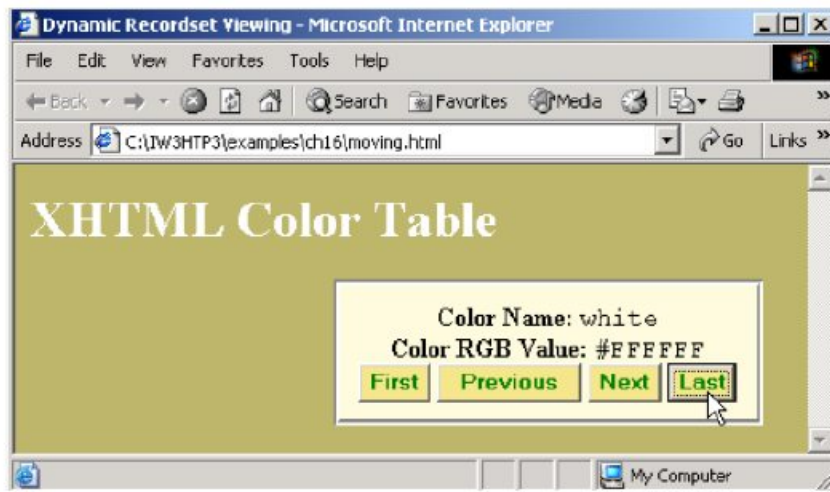 Dynamic Recordset Viewing - Microsoft Internet Explorer
File Edit View Favorites Tools Help
Back Search Favorites Media »
Address C:\IW3HTP3\examples\ch16\moving.html Go Links »
XHTML Color Table
Color Name: white
Color RGB Value: #FFFFFF
First Previous Next Last
My Computer